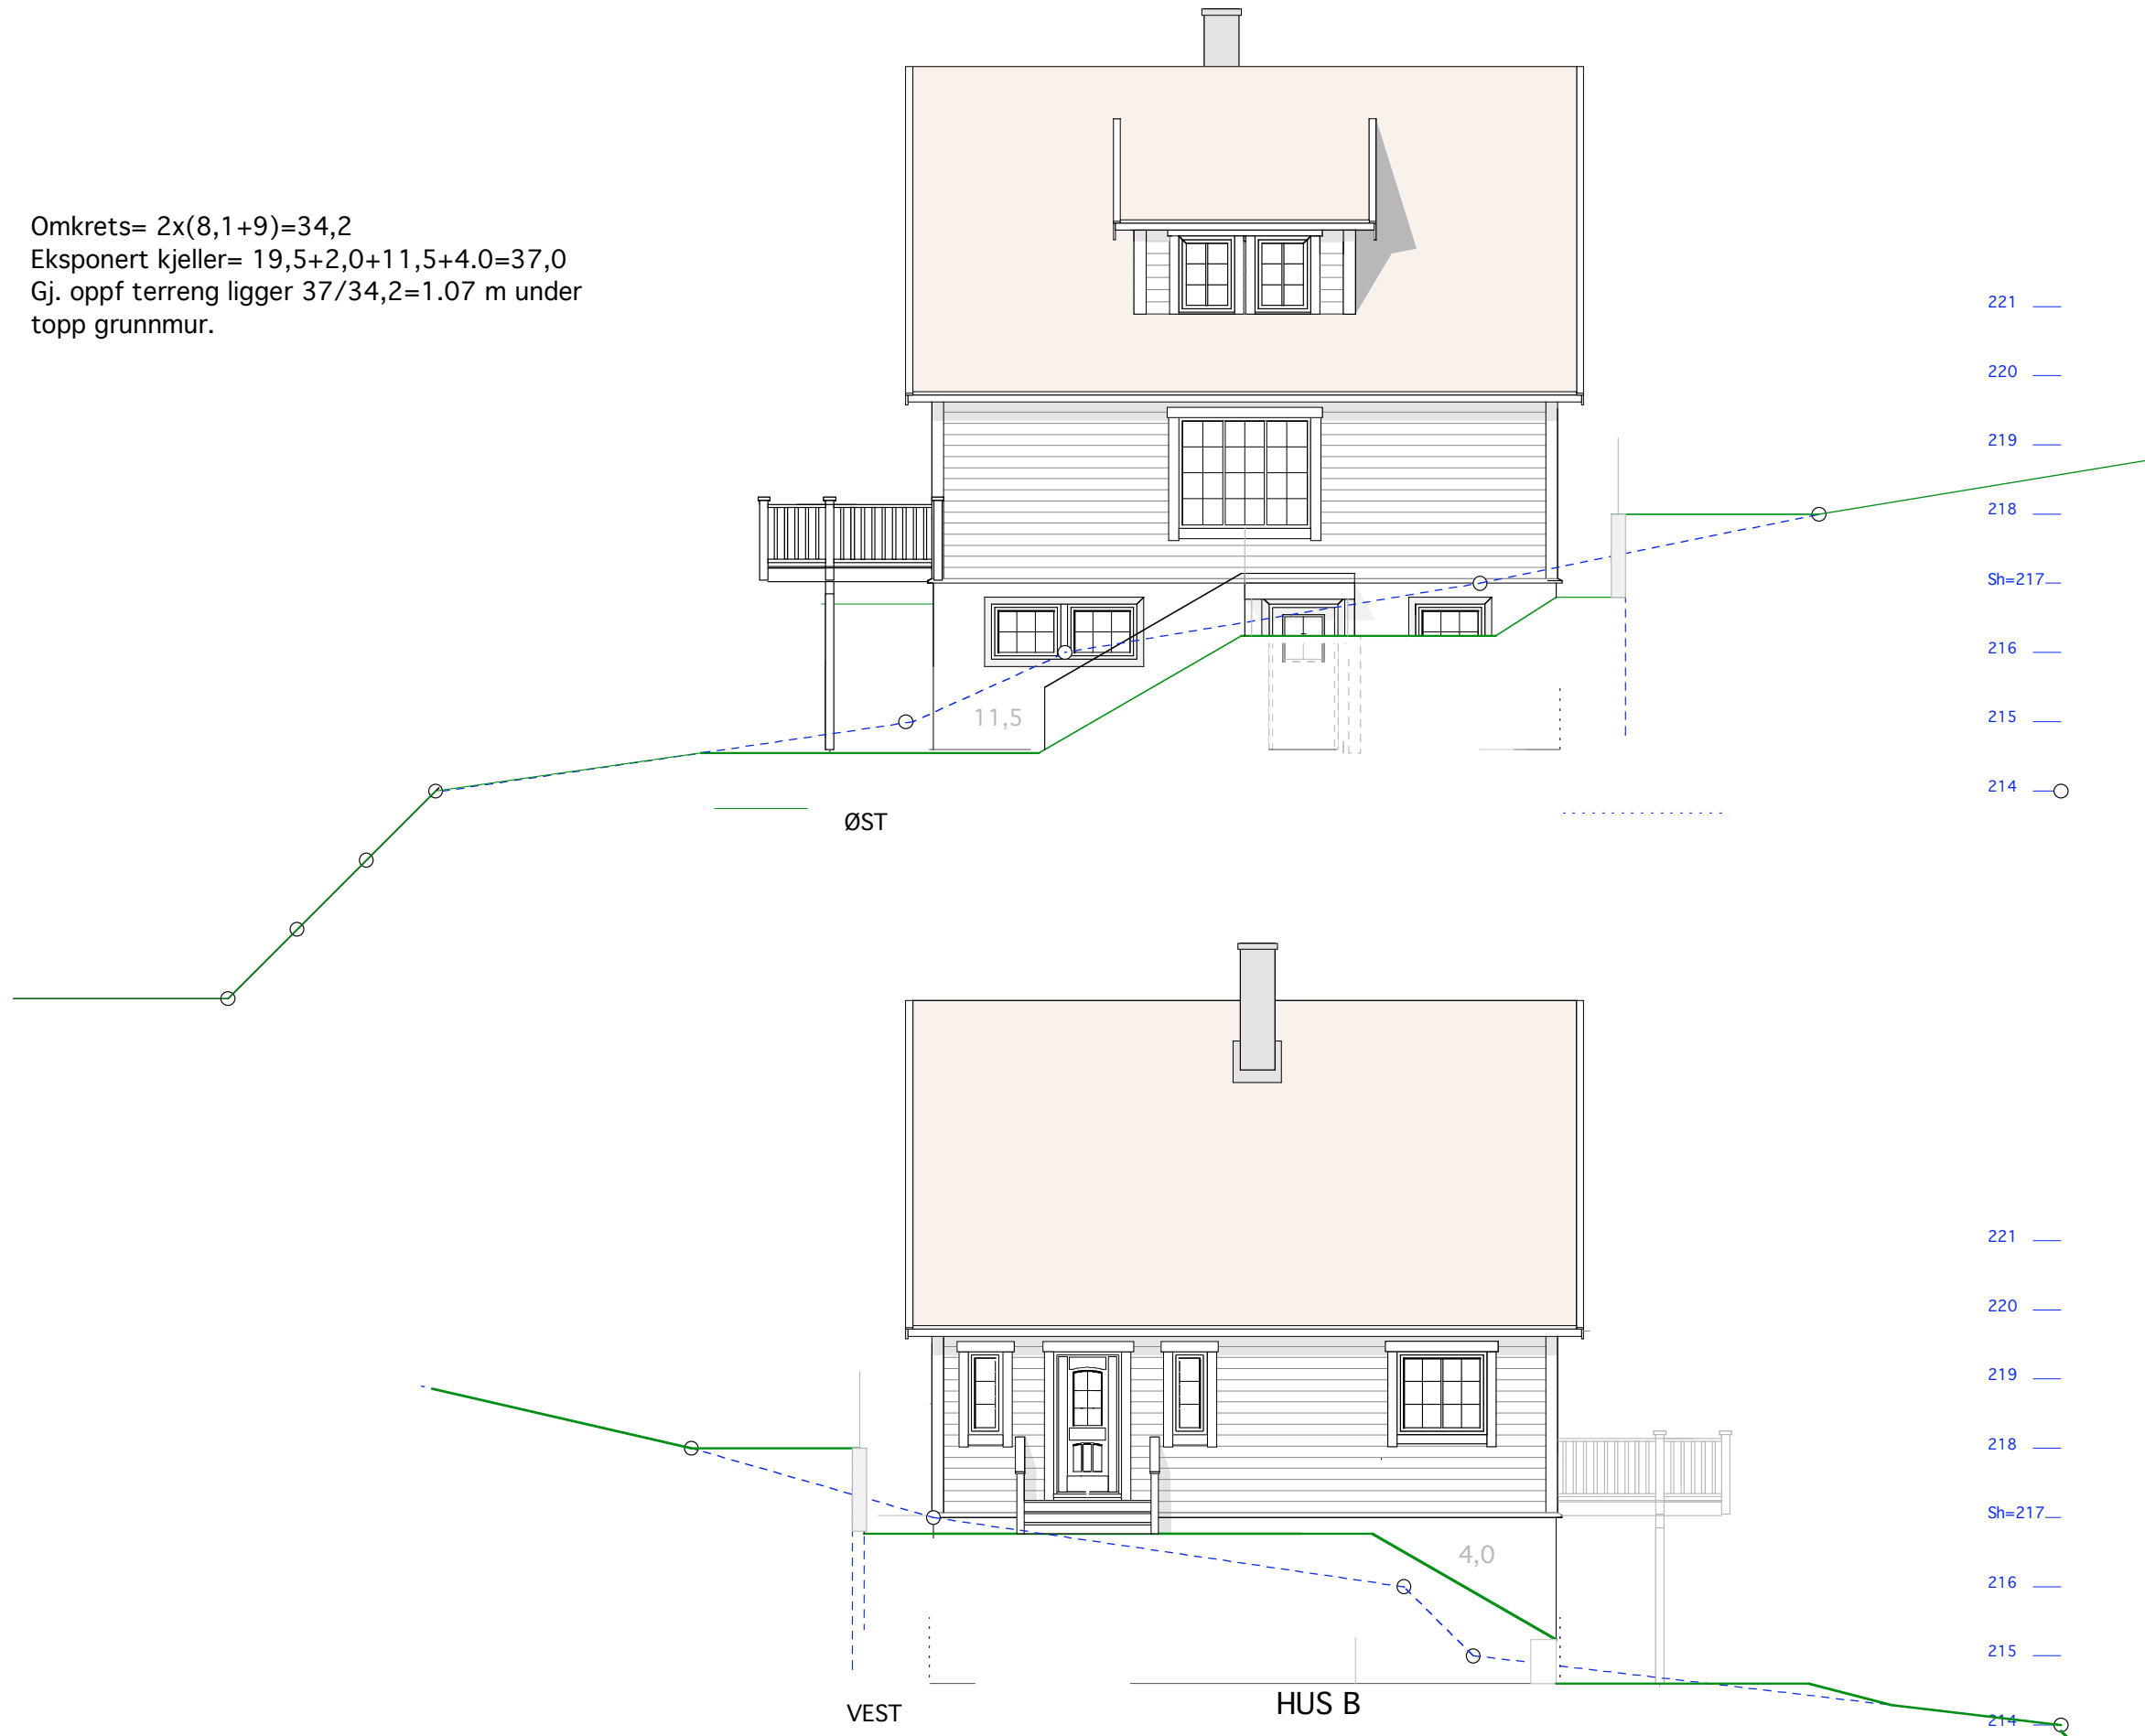 Omkrets= 2x(8,1+9)=34,2
Eksponert kjeller= 19,5+2,0+11,5+4.0=37,0
Gj. oppf terreng ligger 37/34,2=1.07 m under
topp grunnmur.
221
220
219
218
Sh=217
216
215
214
11,5
ØST
221
220
219
218
Sh=217
216
215
214
4,0
HUS B
VEST